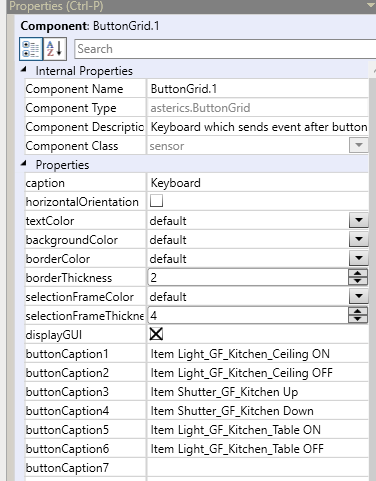 Properties (Ctrl-P)
Component: ButtonGrid.1
A Z Search
Internal Properties
Component Name ButtonGrid.1
Component Type asterics.ButtonGrid
Component Descriptio Keyboard which sends event after button
Component Class sensor
Properties
caption Keyboard
horizontalOrientation
textColor default
backgroundColor default
borderColor default
borderThickness 2
selectionFrameColor default
selectionFrameThickne 4
displayGUI
buttonCaption1 Item Light_GF_Kitchen_Ceiling ON
buttonCaption2 Item Light_GF_Kitchen_Ceiling OFF
buttonCaption3 Item Shutter_GF_Kitchen Up
buttonCaption4 Item Shutter_GF_Kitchen Down
buttonCaption5 Item Light_GF_Kitchen_Table ON
buttonCaption6 Item Light_GF_Kitchen_Table OFF
buttonCaption7